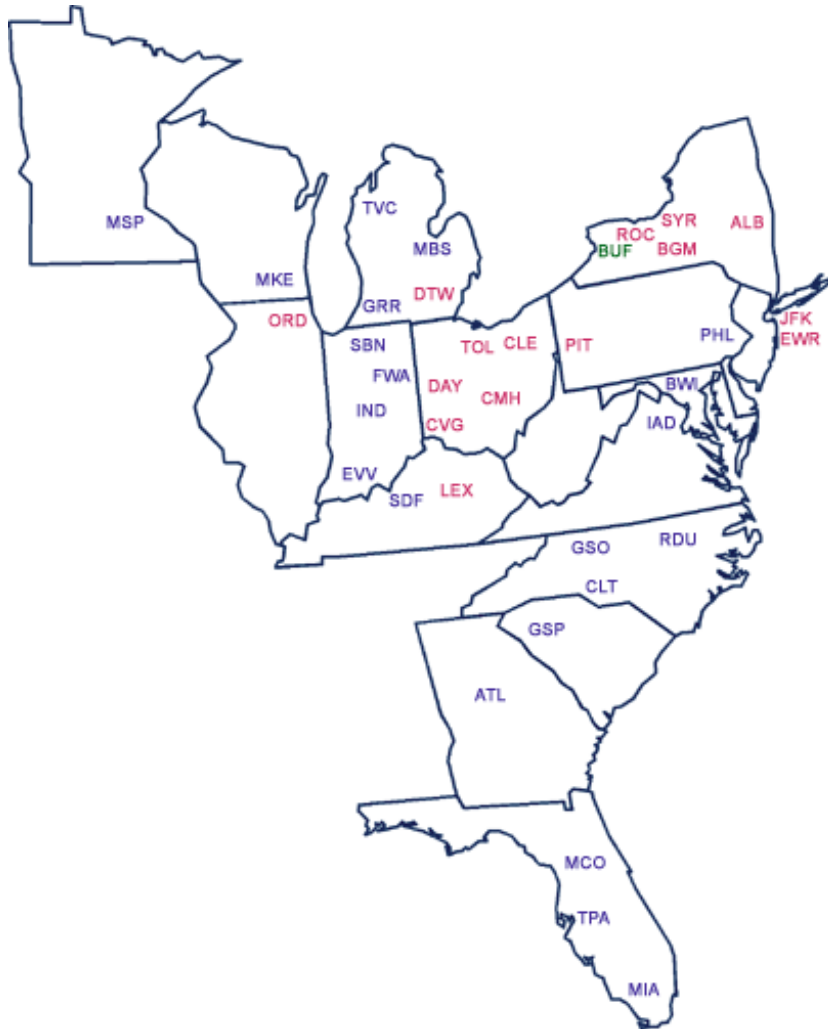 TVC
SYR
ALB
MSP
ROC
MBS
BUF
BGM
MKE
DTW
GRR
ORD
JFK
PHL
EWR
SBN
TOL
CLE
PIT
FWA
DAY
BWI
CMH
IND
CVG
IAD
EVV
LEX
SDF
RDU
GSO
CLT
GSP
ATL
MCO
TPA
MIA